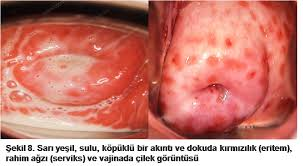 Şekil 8. Sarı yeşil, sulu, köpüklü bir akıntı ve dokuda kırmızılık (eritem),
rahim ağzı (serviks) ve vajinada çilek görüntüsü